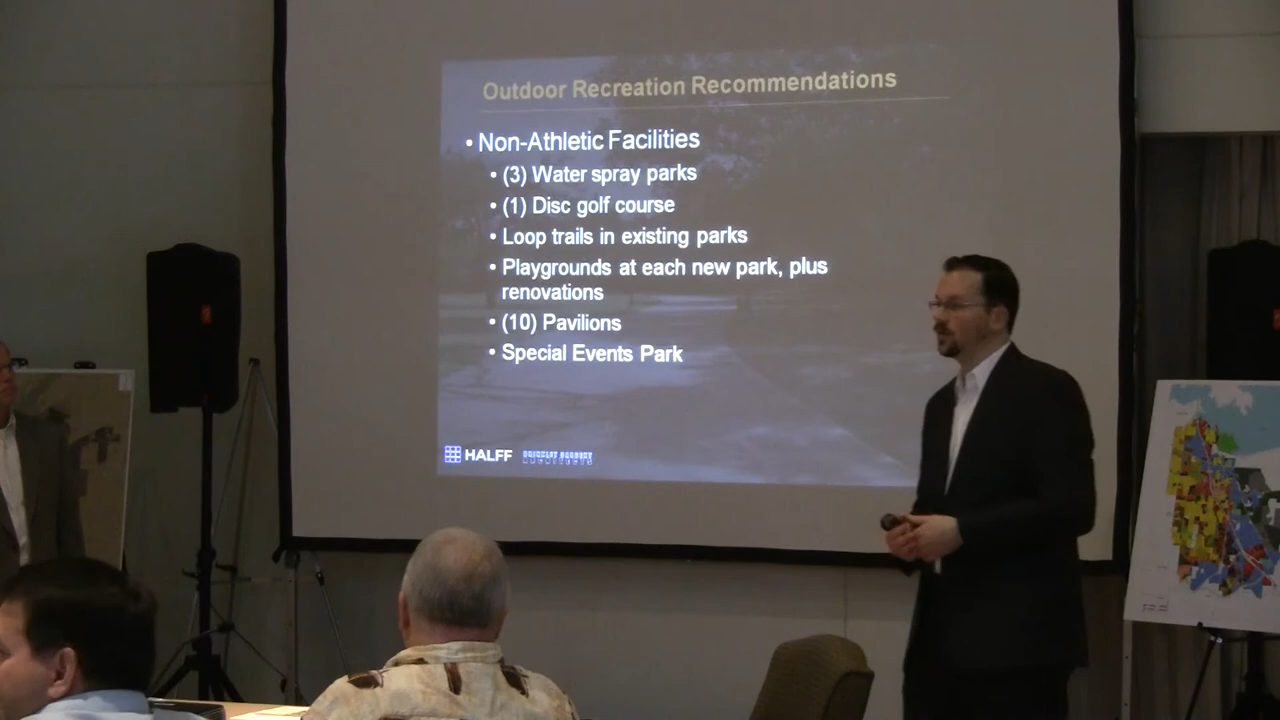 Outdoor Recreation Recommendations
• Non-Athletic Facilities
• (3) Water spray parks
• (1) Disc golf course
• Loop trails in existing parks
• Playgrounds at each new park, plus
renovations
• (10) Pavilions
• Special Events Park
HALFF